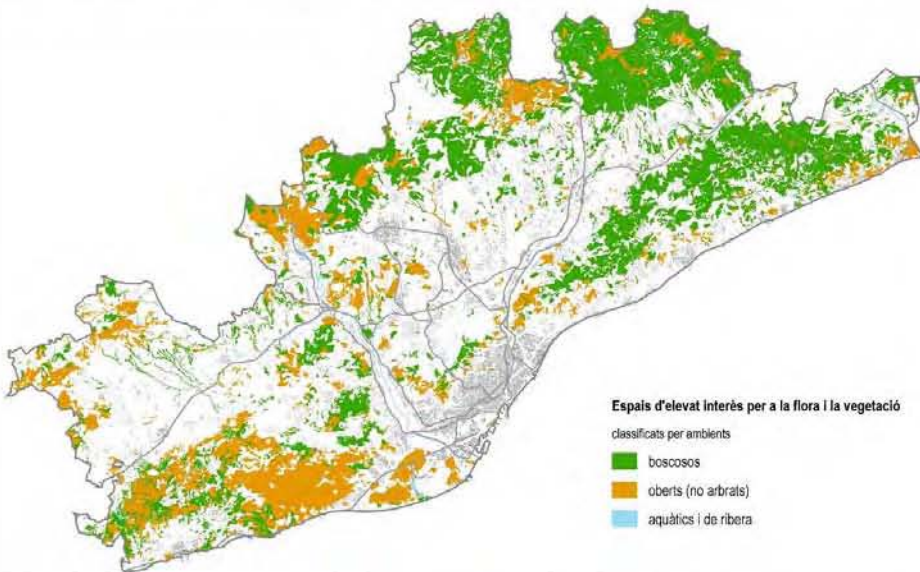 Espais d'elevat interès per a la flora i la vegetació
classificats per ambients
boscosos
oberts (no arbrats)
aquàtics i de ribera